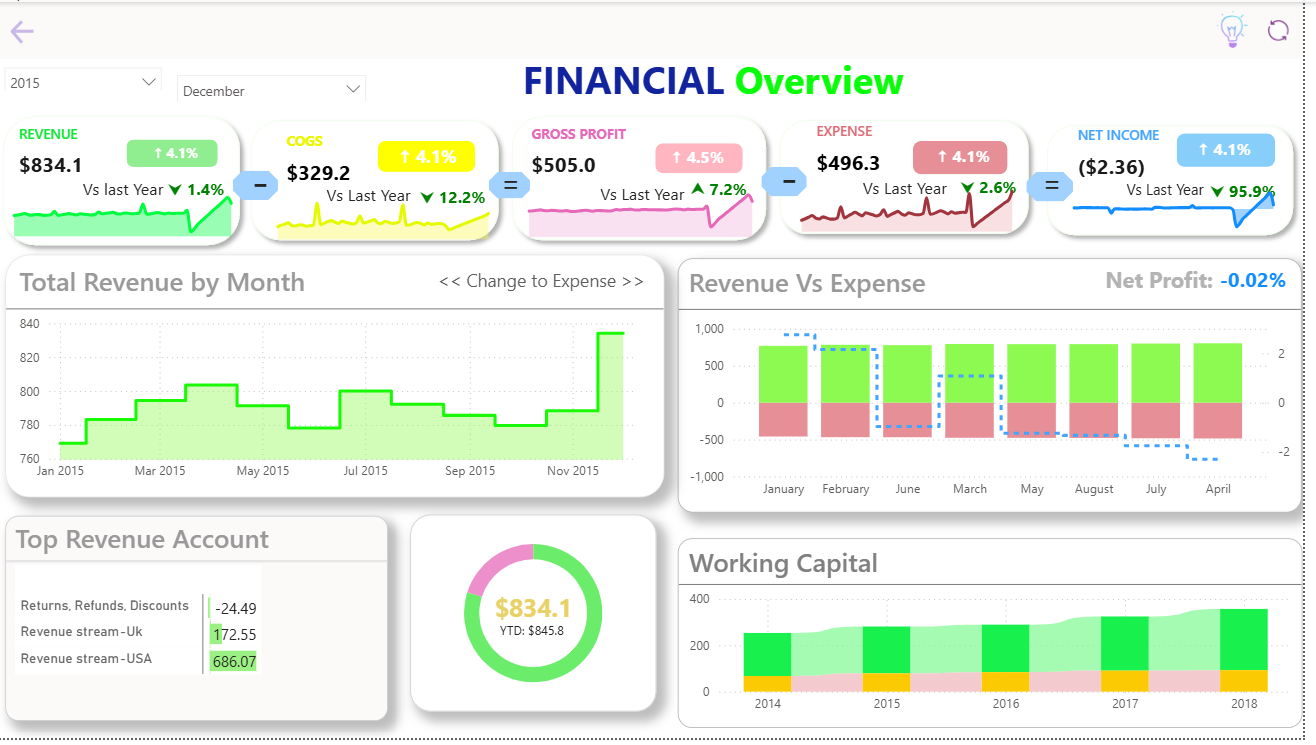 2015
December
FINANCIAL Overview
REVENUE
↑ 4.1%
$834.1
Vs last Year 1.4%
−
COGS
↑ 4.1%
$329.2
Vs Last Year 12.2%
=
GROSS PROFIT
↑ 4.5%
$505.0
Vs Last Year 7.2%
−
EXPENSE
↑ 4.1%
$496.3
Vs Last Year 2.6%
=
NET INCOME
↑ 4.1%
($2.36)
Vs Last Year 95.9%
Total Revenue by Month
<< Change to Expense >>
840
820
800
780
760
Jan 2015 Mar 2015 May 2015 Jul 2015 Sep 2015 Nov 2015
Revenue Vs Expense
Net Profit: -0.02%
1,000
500
0
-500
-1,000
2
0
-2
January February June March May August July April
Top Revenue Account
Returns, Refunds, Discounts -24.49
Revenue stream-Uk 172.55
Revenue stream-USA 686.07
$834.1
YTD: $845.8
Working Capital
400
200
0
2014 2015 2016 2017 2018